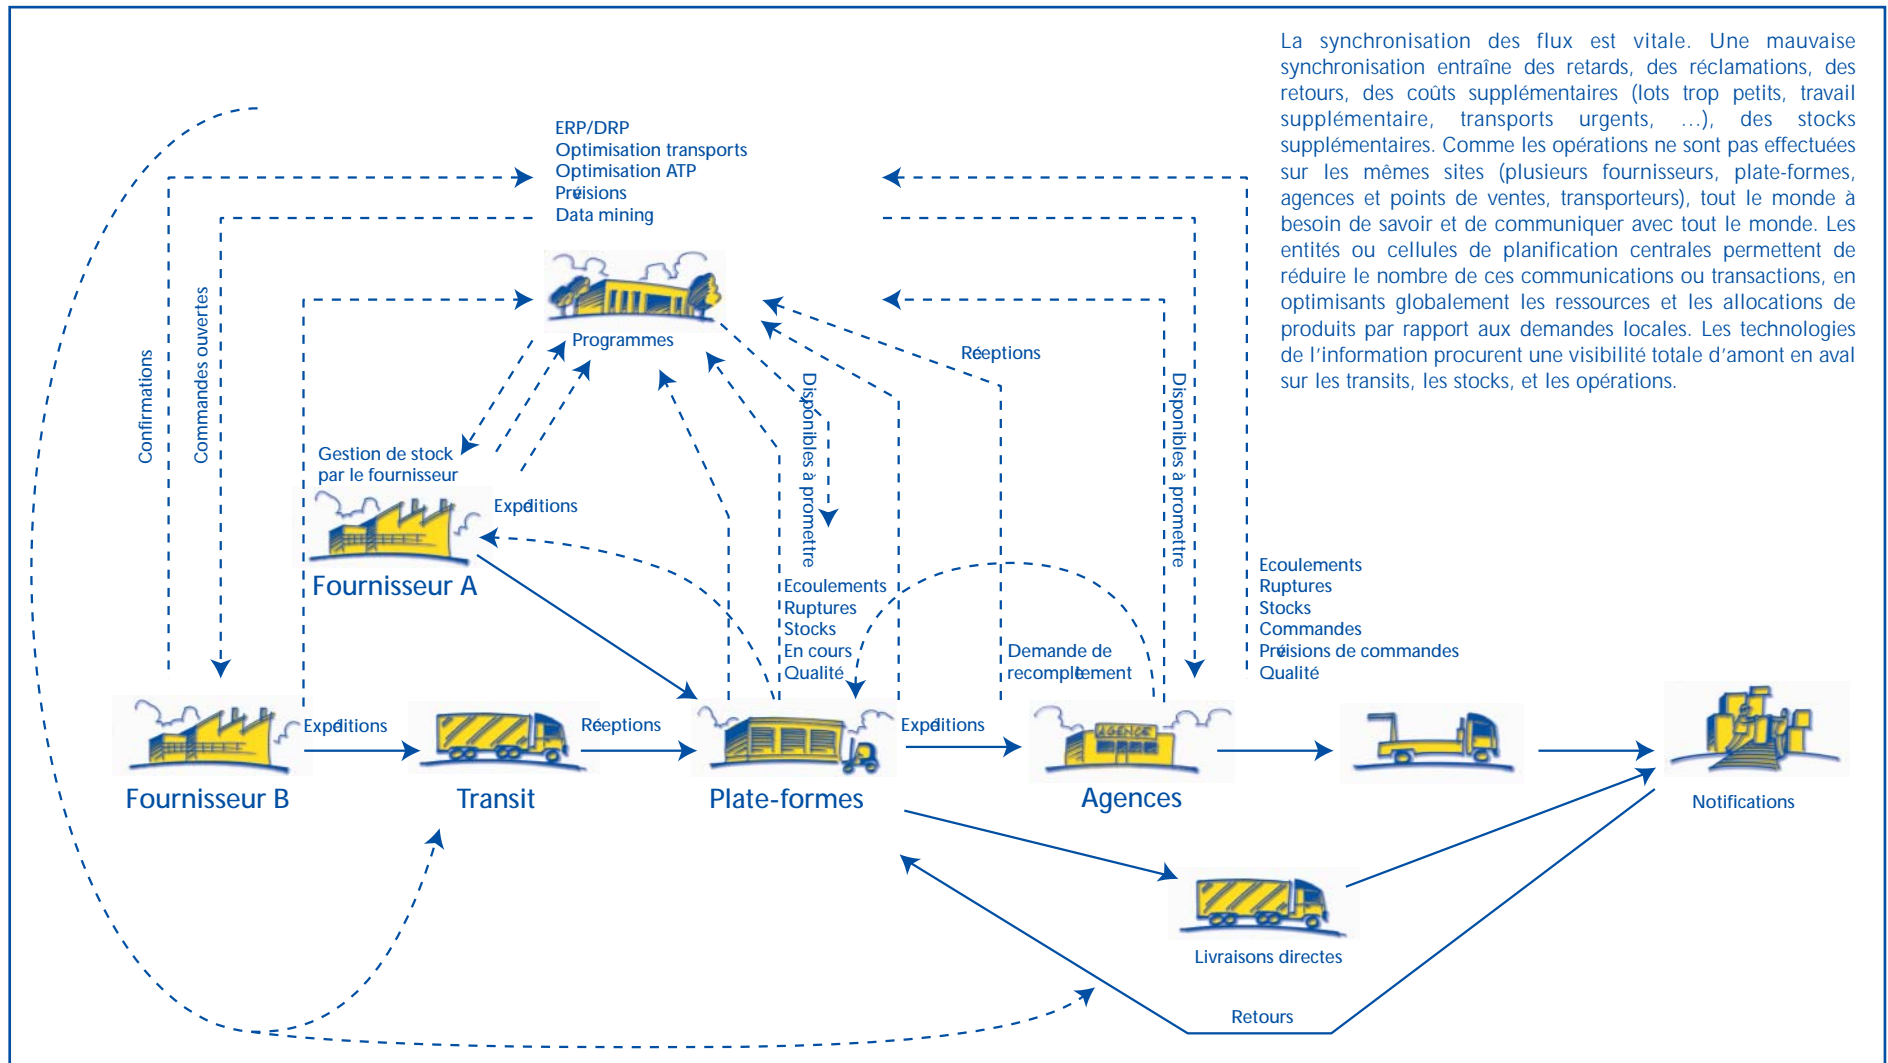 La synchronisation des flux est vitale. Une mauvaise
synchronisation entraîne des retards, des réclamations, des
retours, des coûts supplémentaires (lots trop petits, travail
supplémentaire, transports urgents, …), des stocks
supplémentaires. Comme les opérations ne sont pas effectuées
sur les mêmes sites (plusieurs fournisseurs, plate-formes,
agences et points de ventes, transporteurs), tout le monde à
besoin de savoir et de communiquer avec tout le monde. Les
entités ou cellules de planification centrales permettent de
réduire le nombre de ces communications ou transactions, en
optimisants globalement les ressources et les allocations de
produits par rapport aux demandes locales. Les technologies
de l'information procurent une visibilité totale d'amont en aval
sur les transits, les stocks, et les opérations.
ERP/DRP
Optimisation transports
Optimisation ATP
Prévisions
Data mining
Programmes
Confirmations
Commandes ouvertes
Réceptions
Disponibles à promettre
Disponibles à promettre
Gestion de stock
par le fournisseur
Expéditions
Fournisseur A
Ecoulements
Ruptures
Stocks
En cours
Qualité
Demande de
recomplètement
Ecoulements
Ruptures
Stocks
Commandes
Prévisions de commandes
Qualité
Expéditions
Réceptions
Expéditions
AGENCE
Fournisseur B
Transit
Plate-formes
Agences
Notifications
Livraisons directes
Retours